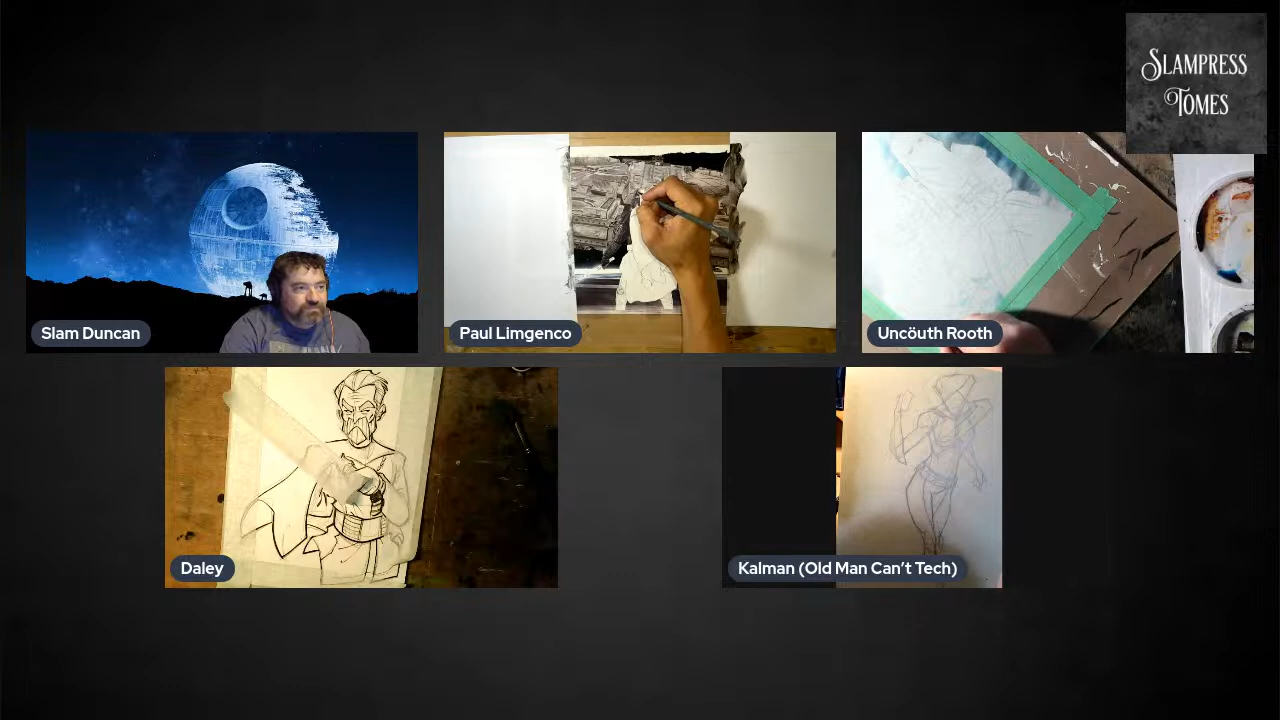 SLAMPRESS
TOMES
Slam Duncan
Paul Limgenco
Uncöuth Rooth
Daley
Kalman (Old Man Can't Tech)